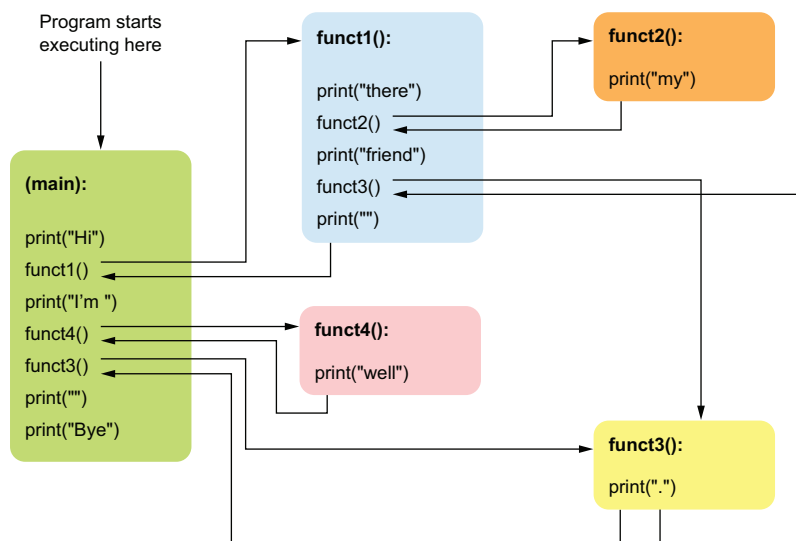 Program starts
executing here
(main):
print("Hi")
funct1()
print("I’m ")
funct4()
funct3()
print("")
print("Bye")
funct1():
print("there")
funct2()
print("friend")
funct3()
print("")
funct2():
print("my")
funct4():
print("well")
funct3():
print(".")